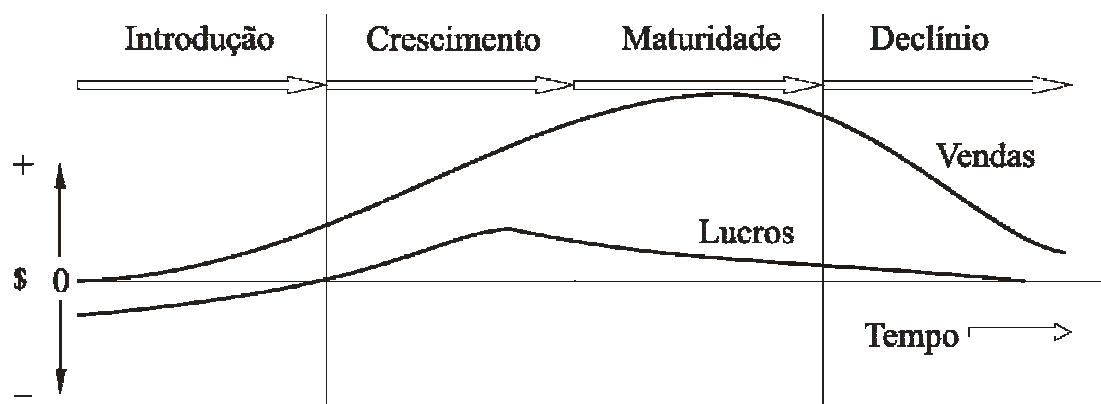 Introdução Crescimento Maturidade Declínio
+
Vendas
Lucros
$ 0
Tempo
−